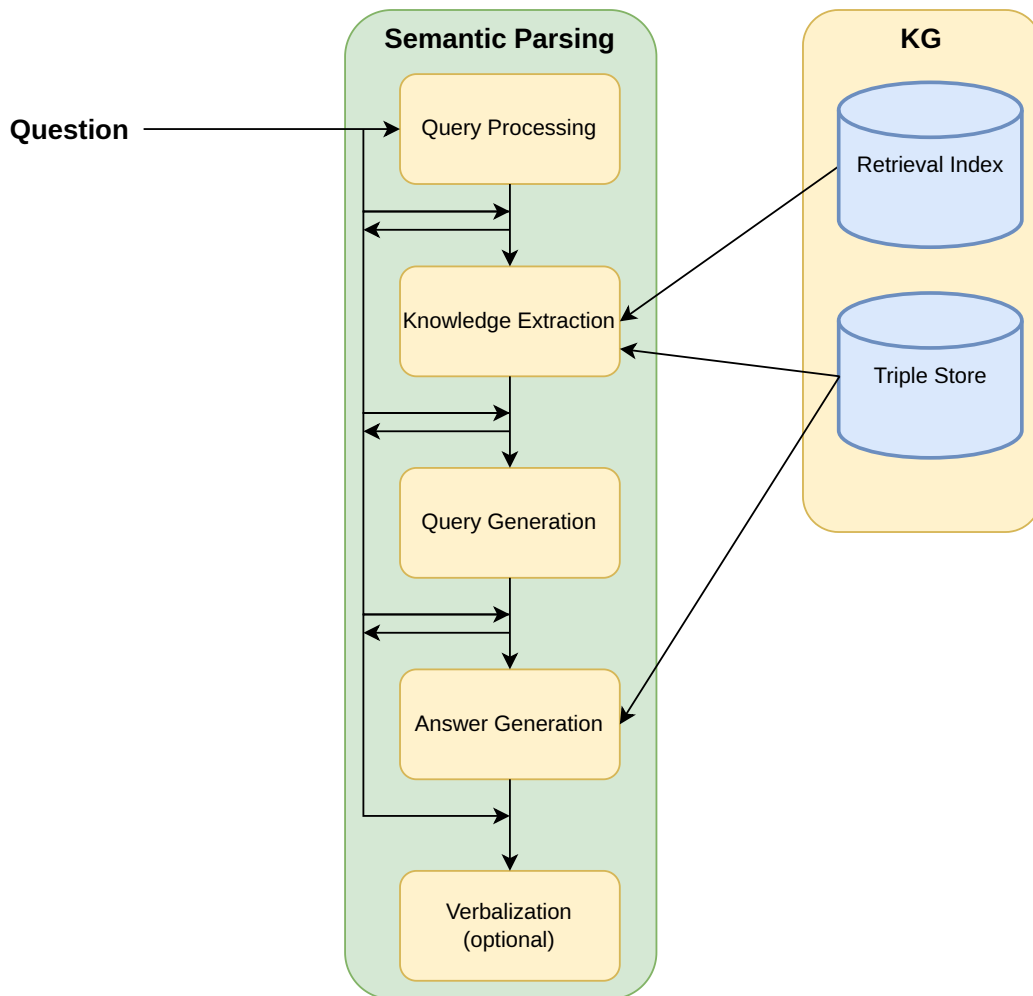 Semantic Parsing
KG
Question
Query Processing
Retrieval Index
Knowledge Extraction
Triple Store
Query Generation
Answer Generation
Verbalization
(optional)